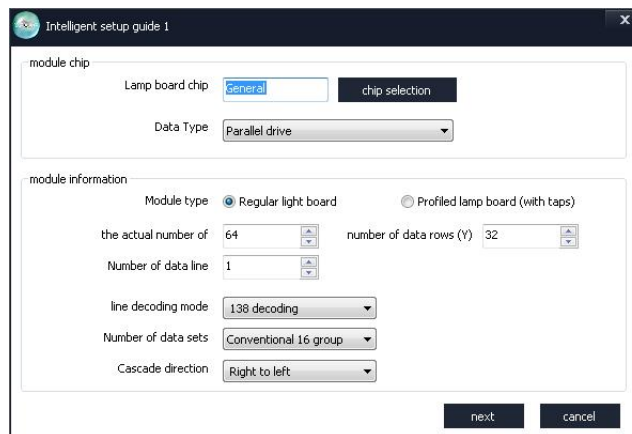 Intelligent setup guide 1
x
module chip
Lamp board chip General chip selection
Data Type Parallel drive
module information
Module type Regular light board Profiled lamp board (with taps)
the actual number of 64 number of data rows (Y) 32
Number of data line 1
line decoding mode 138 decoding
Number of data sets Conventional 16 group
Cascade direction Right to left
next cancel